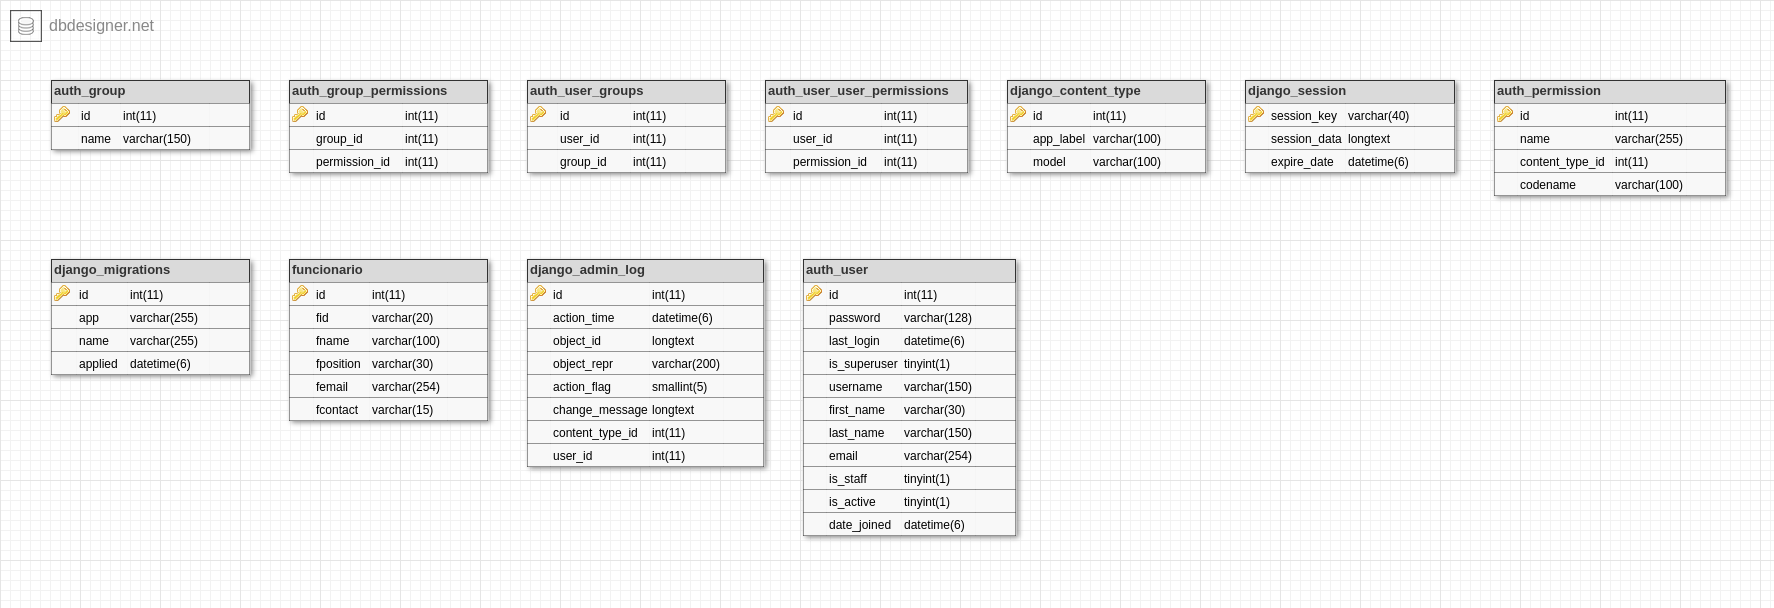 dbdesigner.net
auth_group
id int(11)
name varchar(150)
auth_group_permissions
id int(11)
group_id int(11)
permission_id int(11)
auth_user_groups
id int(11)
user_id int(11)
group_id int(11)
auth_user_user_permissions
id int(11)
user_id int(11)
permission_id int(11)
django_content_type
id int(11)
app_label varchar(100)
model varchar(100)
django_session
session_key varchar(40)
session_data longtext
expire_date datetime(6)
auth_permission
id int(11)
name varchar(255)
content_type_id int(11)
codename varchar(100)
django_migrations
id int(11)
app varchar(255)
name varchar(255)
applied datetime(6)
funcionario
id int(11)
fid varchar(20)
fname varchar(100)
fposition varchar(30)
femail varchar(254)
fcontact varchar(15)
django_admin_log
id int(11)
action_time datetime(6)
object_id longtext
object_repr varchar(200)
action_flag smallint(5)
change_message longtext
content_type_id int(11)
user_id int(11)
auth_user
id int(11)
password varchar(128)
last_login datetime(6)
is_superuser tinyint(1)
username varchar(150)
first_name varchar(30)
last_name varchar(150)
email varchar(254)
is_staff tinyint(1)
is_active tinyint(1)
date_joined datetime(6)